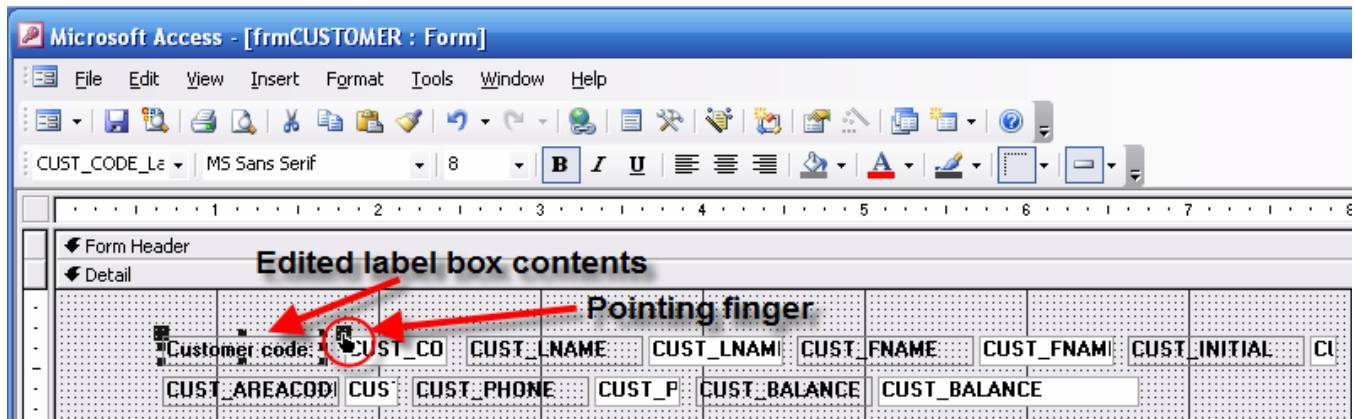 Microsoft Access - [frmCUSTOMER : Form]
File Edit View Insert Format Tools Window Help
CUST_CODE_La MS Sans Serif 8 B I U A
1 2 3 4 5 6 7 8
Form Header
Detail
Edited label box contents
Pointing finger
Customer code: CUST_CO CUST_LNAME CUST_LNAM CUST_FNAME CUST_FNAM CUST_INITIAL CU
CUST_AREACOD CUST CUST_PHONE CUST_P CUST_BALANCE CUST_BALANCE